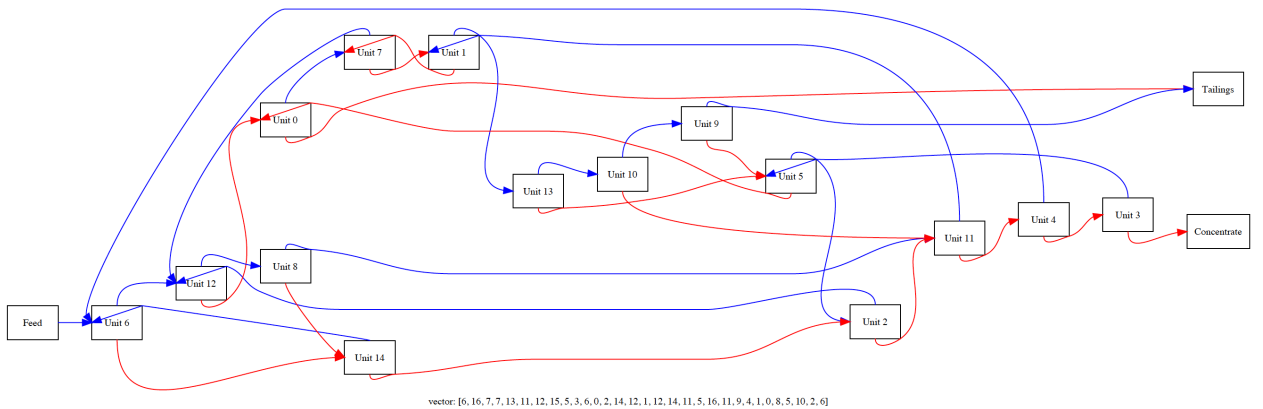 Unit 7
Unit 1
Tailings
Unit 0
Unit 9
Unit 10
Unit 5
Unit 13
Unit 4
Unit 3
Unit 11
Concentrate
Unit 8
Unit 12
Feed
Unit 6
Unit 2
Unit 14
vector: [6, 16, 7, 7, 13, 11, 12, 15, 5, 3, 6, 0, 2, 14, 12, 1, 12, 14, 11, 5, 16, 11, 9, 4, 1, 0, 8, 5, 10, 2, 6]